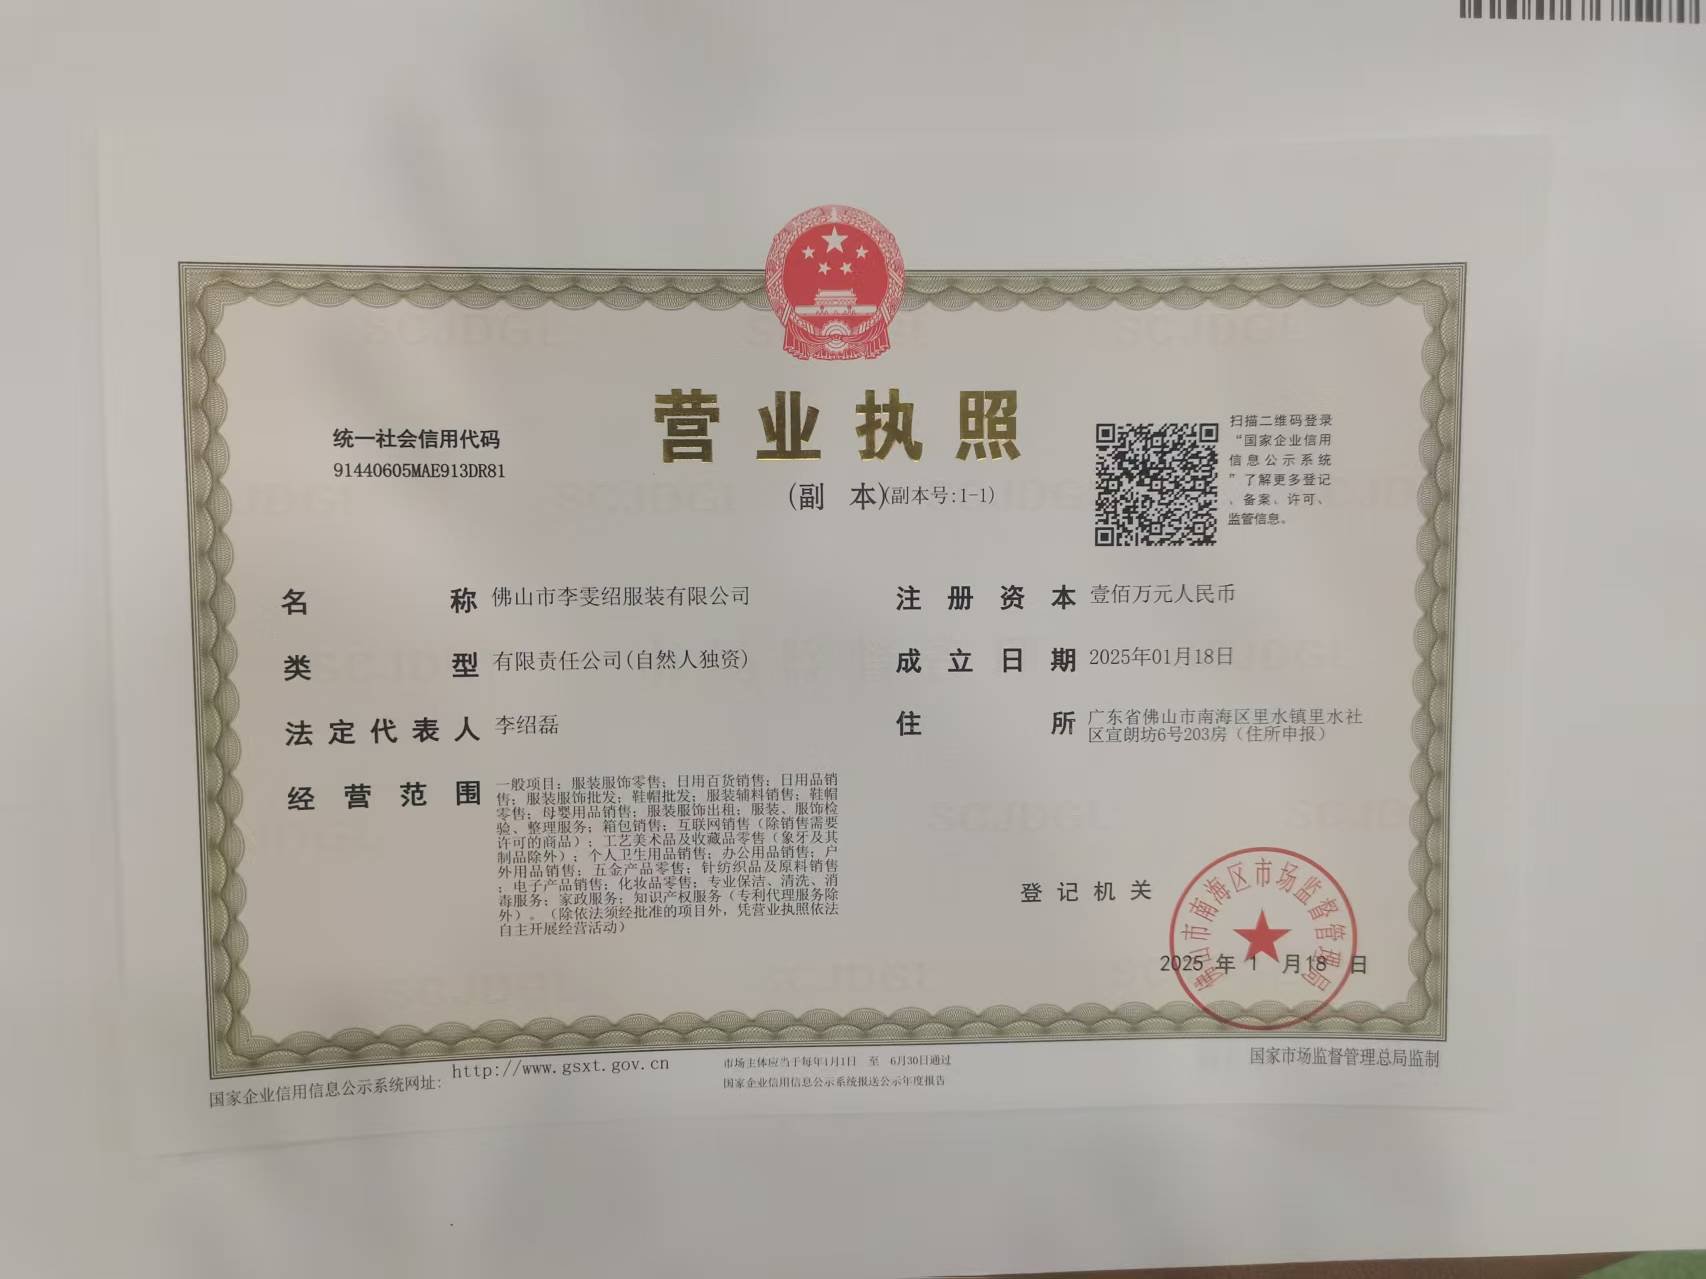 营业执照
(副 本)(副本号:1-1)
统一社会信用代码
91440605MAE913DR81
扫描二维码登录
“国家企业信用
信息公示系统
”了解更多登记
、备案、许可、
监管信息。
名 称 佛山市李雯绍服装有限公司
类 型 有限责任公司(自然人独资)
法定代表人 李绍磊
经营范围 一般项目：服装服饰零售；日用百货销售；日用品销
售；服装服饰批发；鞋帽批发；服装辅料销售；鞋帽
零售；母婴用品销售；服装服饰出租；服装、服饰检
验、整理服务；箱包销售；互联网销售（除销售需要
许可的商品）；工艺美术品及收藏品零售（象牙及其
制品除外）；个人卫生用品销售；办公用品销售；户
外用品销售；五金产品零售；针纺织品及原料销售
；电子产品销售；化妆品零售；专业保洁、清洗、消
毒服务；家政服务；知识产权服务（专利代理服务除
外）。（除依法须经批准的项目外，凭营业执照依法
自主开展经营活动）
注册资本 壹佰万元人民币
成立日期 2025年01月18日
住 所 广东省佛山市南海区里水镇里水社
区宣朗坊6号203房（住所申报）
登记机关
佛山市南海区市场监督管理局
2025 年 1 月 18 日
国家企业信用信息公示系统网址: http://www.gsxt.gov.cn
市场主体应当于每年1月1日 至 6月30日通过
国家企业信用信息公示系统报送公示年度报告
国家市场监督管理总局监制